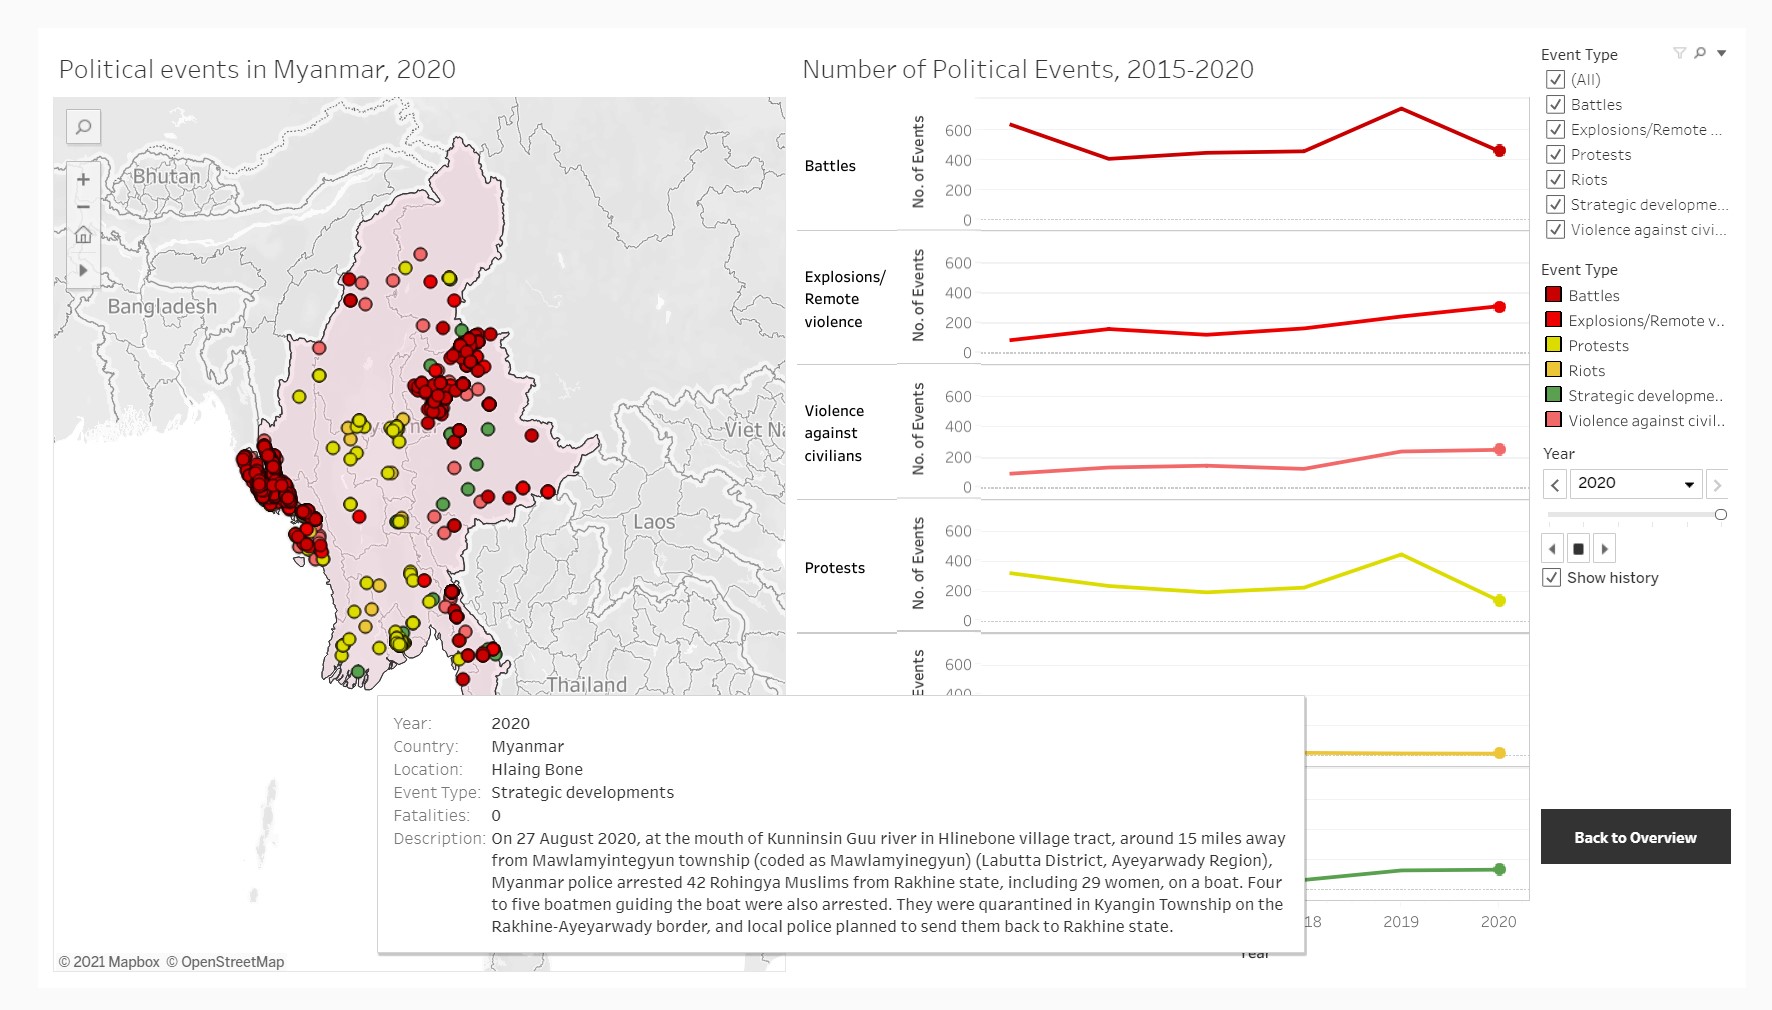 Political events in Myanmar, 2020
Bhutan
Bangladesh
Viet Na
Laos
Thailand
© 2021 Mapbox © OpenStreetMap
Number of Political Events, 2015-2020
Battles
No. of Events
600
400
200
0
Explosions/
Remote
violence
No. of Events
600
400
200
0
Violence
against
civilians
No. of Events
600
400
200
0
Protests
No. of Events
600
400
200
0
Events
600
400
18
2019
2020
Year
Year: 2020
Country: Myanmar
Location: Hlaing Bone
Event Type: Strategic developments
Fatalities: 0
Description: On 27 August 2020, at the mouth of Kunninsin Guu river in Hlinebone village tract, around 15 miles away
from Mawlamyintegyun township (coded as Mawlamyinegyun) (Labutta District, Ayeyarwady Region),
Myanmar police arrested 42 Rohingya Muslims from Rakhine state, including 29 women, on a boat. Four
to five boatmen guiding the boat were also arrested. They were quarantined in Kyangin Township on the
Rakhine-Ayeyarwady border, and local police planned to send them back to Rakhine state.
Event Type
(All)
Battles
Explosions/Remote ...
Protests
Riots
Strategic developme...
Violence against civi...
Event Type
Battles
Explosions/Remote v..
Protests
Riots
Strategic developme..
Violence against civil..
Year
2020
Show history
Back to Overview